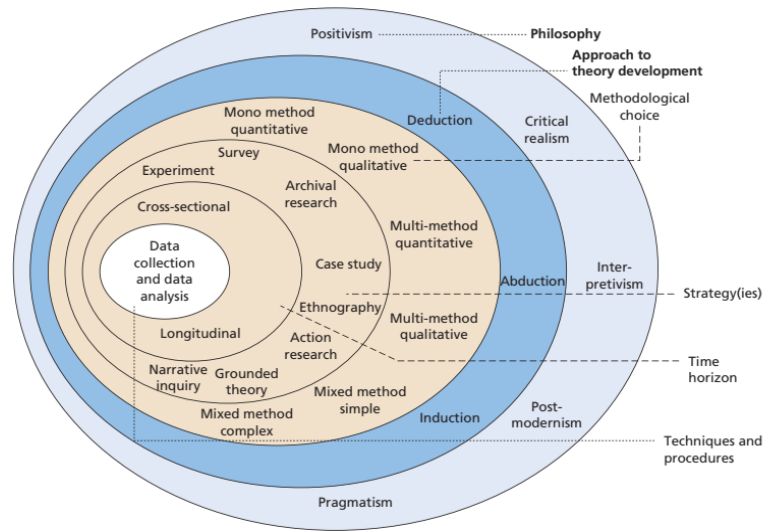 Positivism
Philosophy
Approach to
theory development
Methodological
choice
Mono method
quantitative
Deduction
Critical
realism
Survey
Mono method
qualitative
Experiment
Archival
research
Cross-sectional
Multi-method
quantitative
Data
collection
and data
analysis
Case study
Inter-
pretivism
Abduction
Strategy(ies)
Ethnography
Multi-method
qualitative
Longitudinal
Action
research
Time
horizon
Narrative
inquiry
Grounded
theory
Mixed method
simple
Mixed method
complex
Induction
Post-
modernism
Techniques and
procedures
Pragmatism